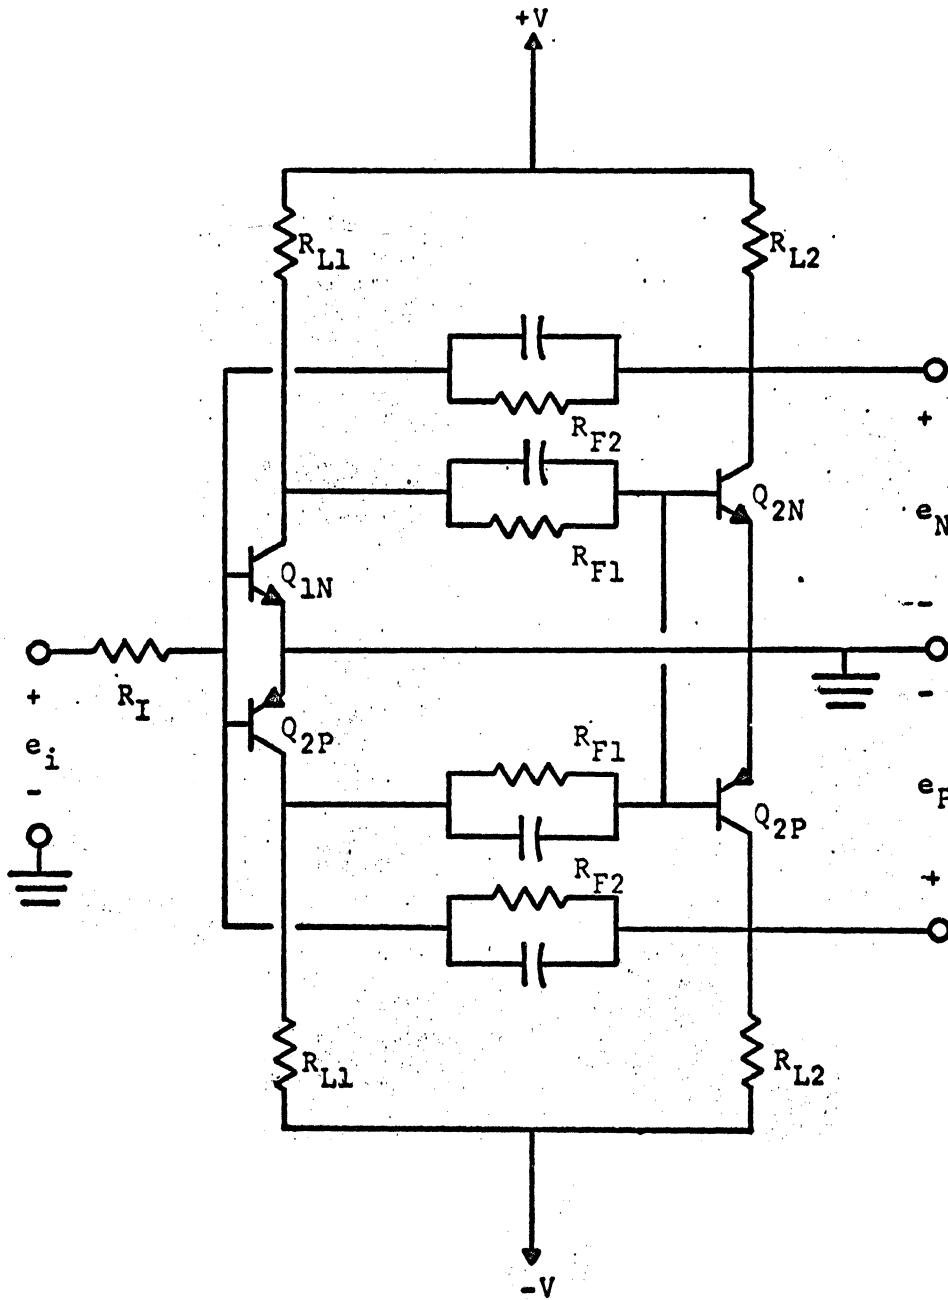 +V
R_L1
R_L2
R_F2
Q_2N
+
e_N
R_F1
Q_1N
--
R_I
+
-
Q_2P
e_i
R_F1
-
e_P
Q_2P
R_F2
+
R_L1
R_L2
-V